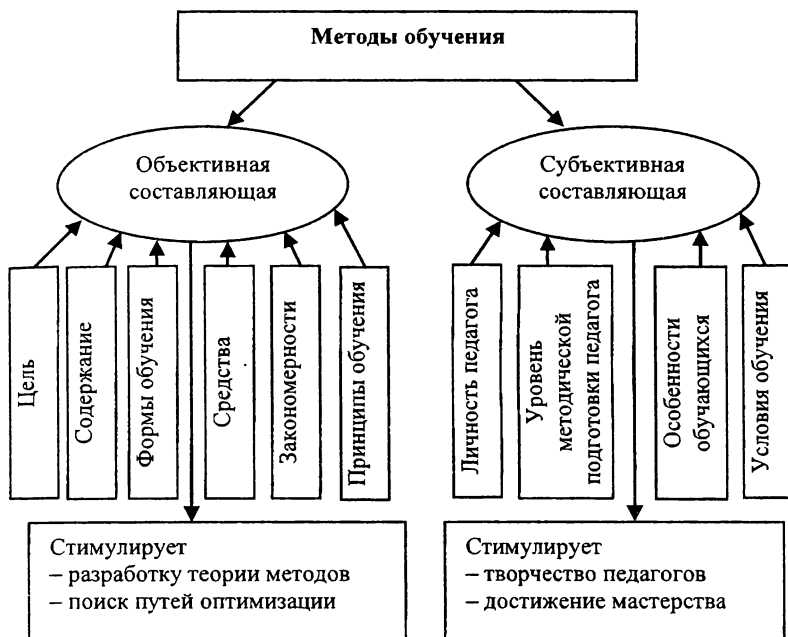 Методы обучения
Объективная
составляющая
Субъективная
составляющая
Цель
Содержание
Формы обучения
Средства
Закономерности
Принципы обучения
Личность педагога
Уровень
методической
подготовки педагога
Особенности
обучающихся
Условия обучения
Стимулирует
– разработку теории методов
– поиск путей оптимизации
Стимулирует
– творчество педагогов
– достижение мастерства